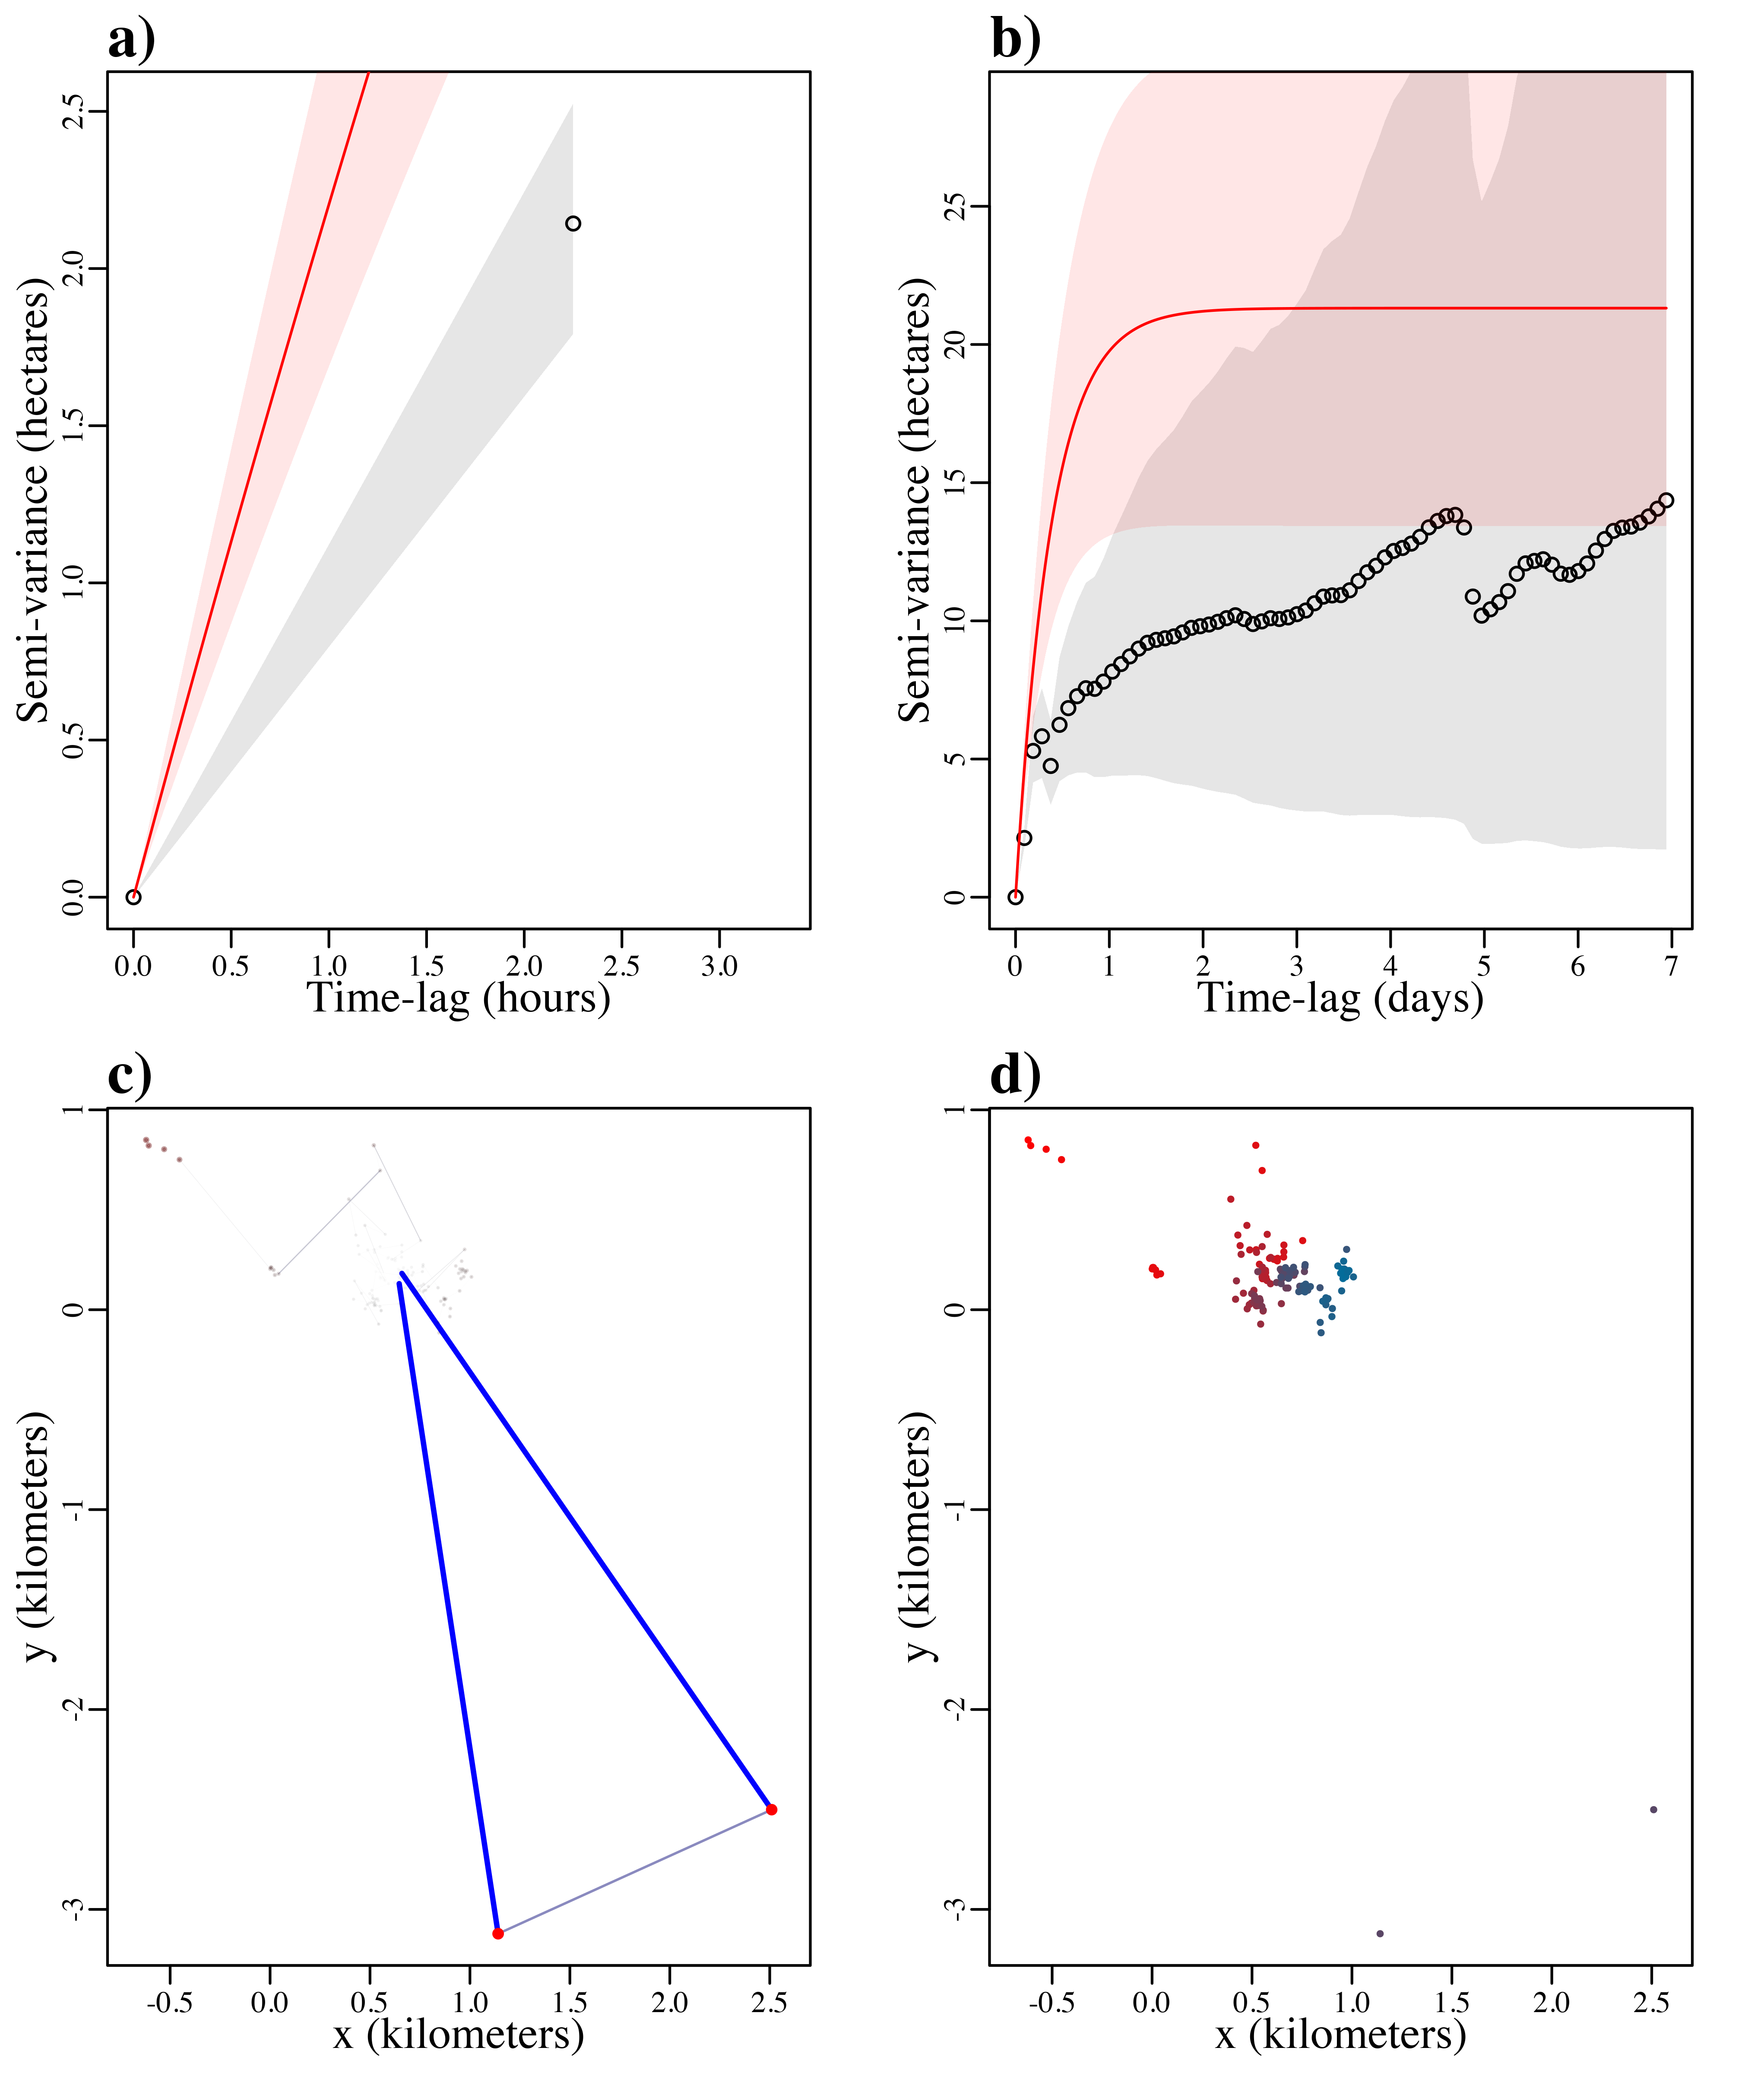 a)
Semi-variance (hectares)
0.0 0.5 1.0 1.5 2.0 2.5
0.0 0.5 1.0 1.5 2.0 2.5 3.0
Time-lag (hours)
b)
Semi-variance (hectares)
0 5 10 15 20 25
0 1 2 3 4 5 6 7
Time-lag (days)
c)
y (kilometers)
-3 -2 -1 0 1
-0.5 0.0 0.5 1.0 1.5 2.0 2.5
x (kilometers)
d)
y (kilometers)
-3 -2 -1 0 1
-0.5 0.0 0.5 1.0 1.5 2.0 2.5
x (kilometers)